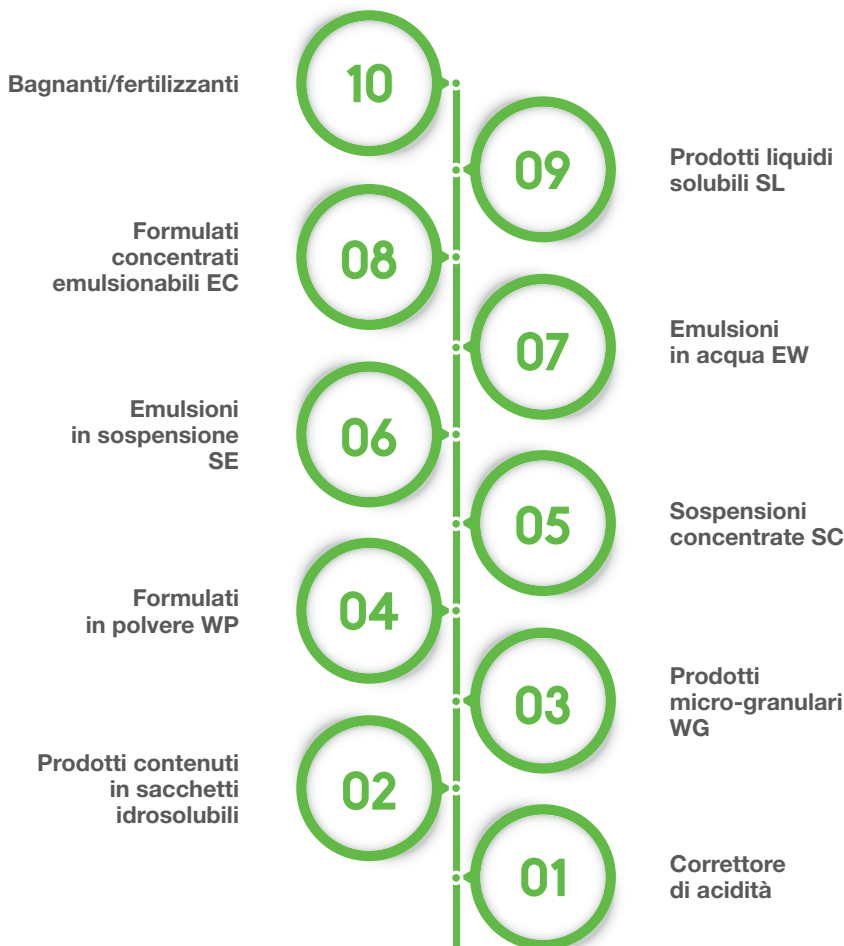 Bagnanti/fertilizzanti
10
09
Prodotti liquidi
solubili SL
Formulati
concentrati
emulsionabili EC
08
07
Emulsioni
in acqua EW
Emulsioni
in sospensione
SE
06
05
Sospensioni
concentrate SC
Formulati
in polvere WP
04
03
Prodotti
micro-granulari
WG
Prodotti contenuti
in sacchetti
idrosolubili
02
01
Correttore
di acidità